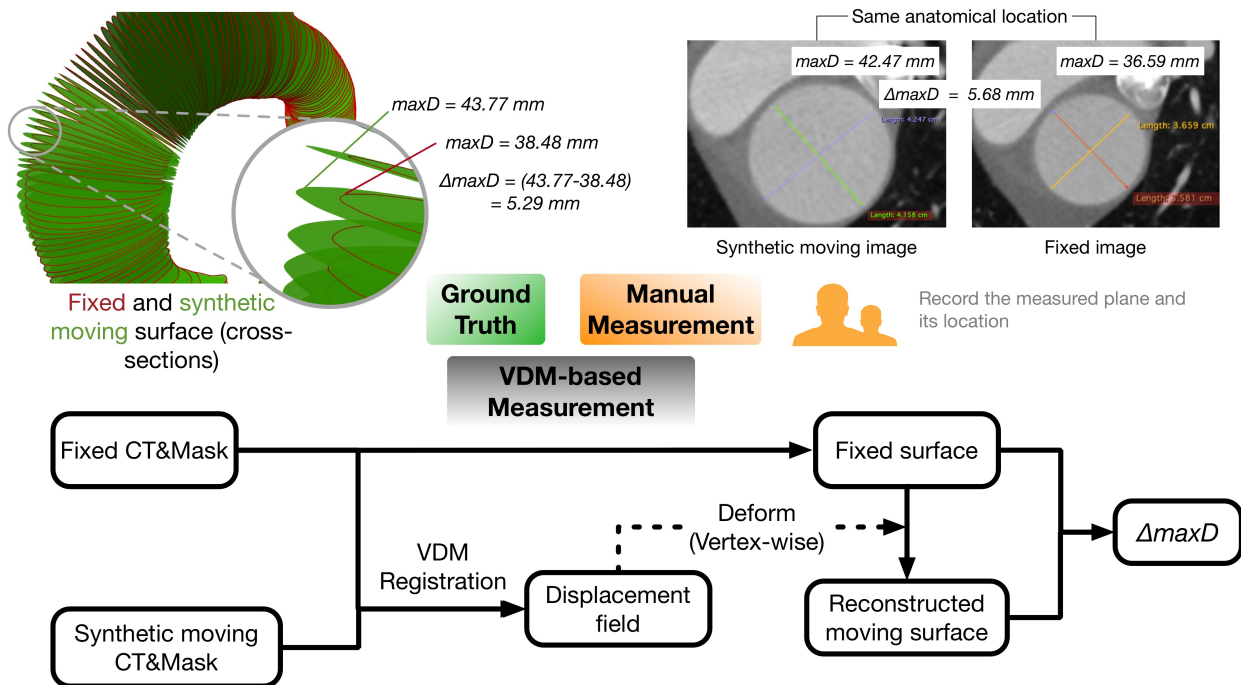 maxD = 43.77 mm
maxD = 38.48 mm
ΔmaxD = (43.77-38.48)
= 5.29 mm
Fixed and synthetic
moving surface (cross-
sections)
Same anatomical location
maxD = 42.47 mm
maxD = 36.59 mm
ΔmaxD = 5.68 mm
Length: 4.247 cm
Length: 4.158 cm
Length: 3.659 cm
Length: 3.581 cm
Synthetic moving image
Fixed image
Ground
Truth
Manual
Measurement
Record the measured plane and
its location
VDM-based
Measurement
Fixed CT&Mask
Fixed surface
Deform
(Vertex-wise)
ΔmaxD
VDM
Registration
Displacement
field
Reconstructed
moving surface
Synthetic moving
CT&Mask